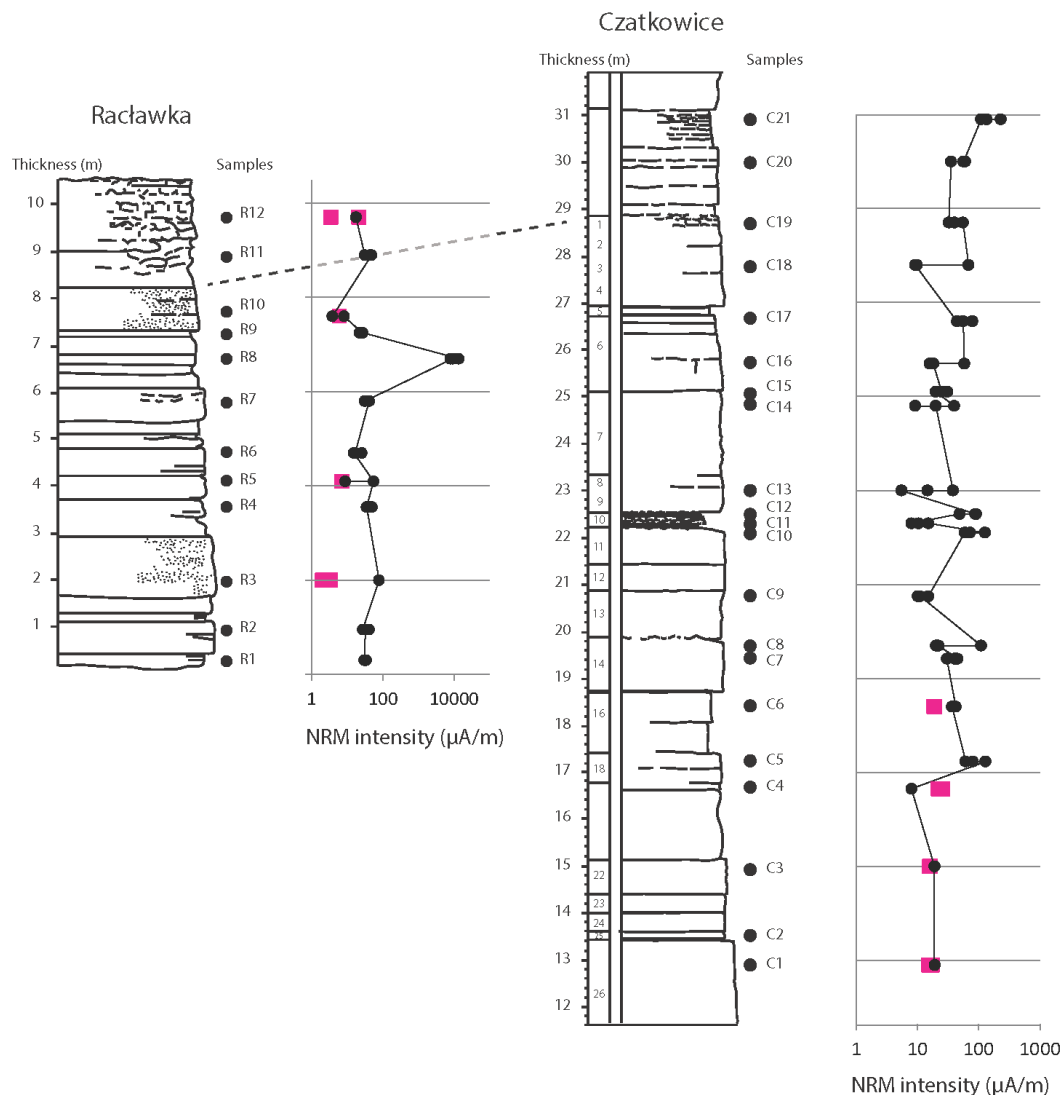 Czatkowice
Thickness (m)
Samples
Racławka
Thickness (m)
Samples
10
9
8
7
6
5
4
3
2
1
R12
R11
R10
R9
R8
R7
R6
R5
R4
R3
R2
R1
1
100
10000
NRM intensity (µA/m)
31
30
29
28
27
26
25
24
23
22
21
20
19
18
17
16
15
14
13
12
1
2
3
4
5
6
7
8
9
10
11
12
13
14
16
18
22
23
24
25
26
C21
C20
C19
C18
C17
C16
C15
C14
C13
C12
C11
C10
C9
C8
C7
C6
C5
C4
C3
C2
C1
1
10
100
1000
NRM intensity (µA/m)